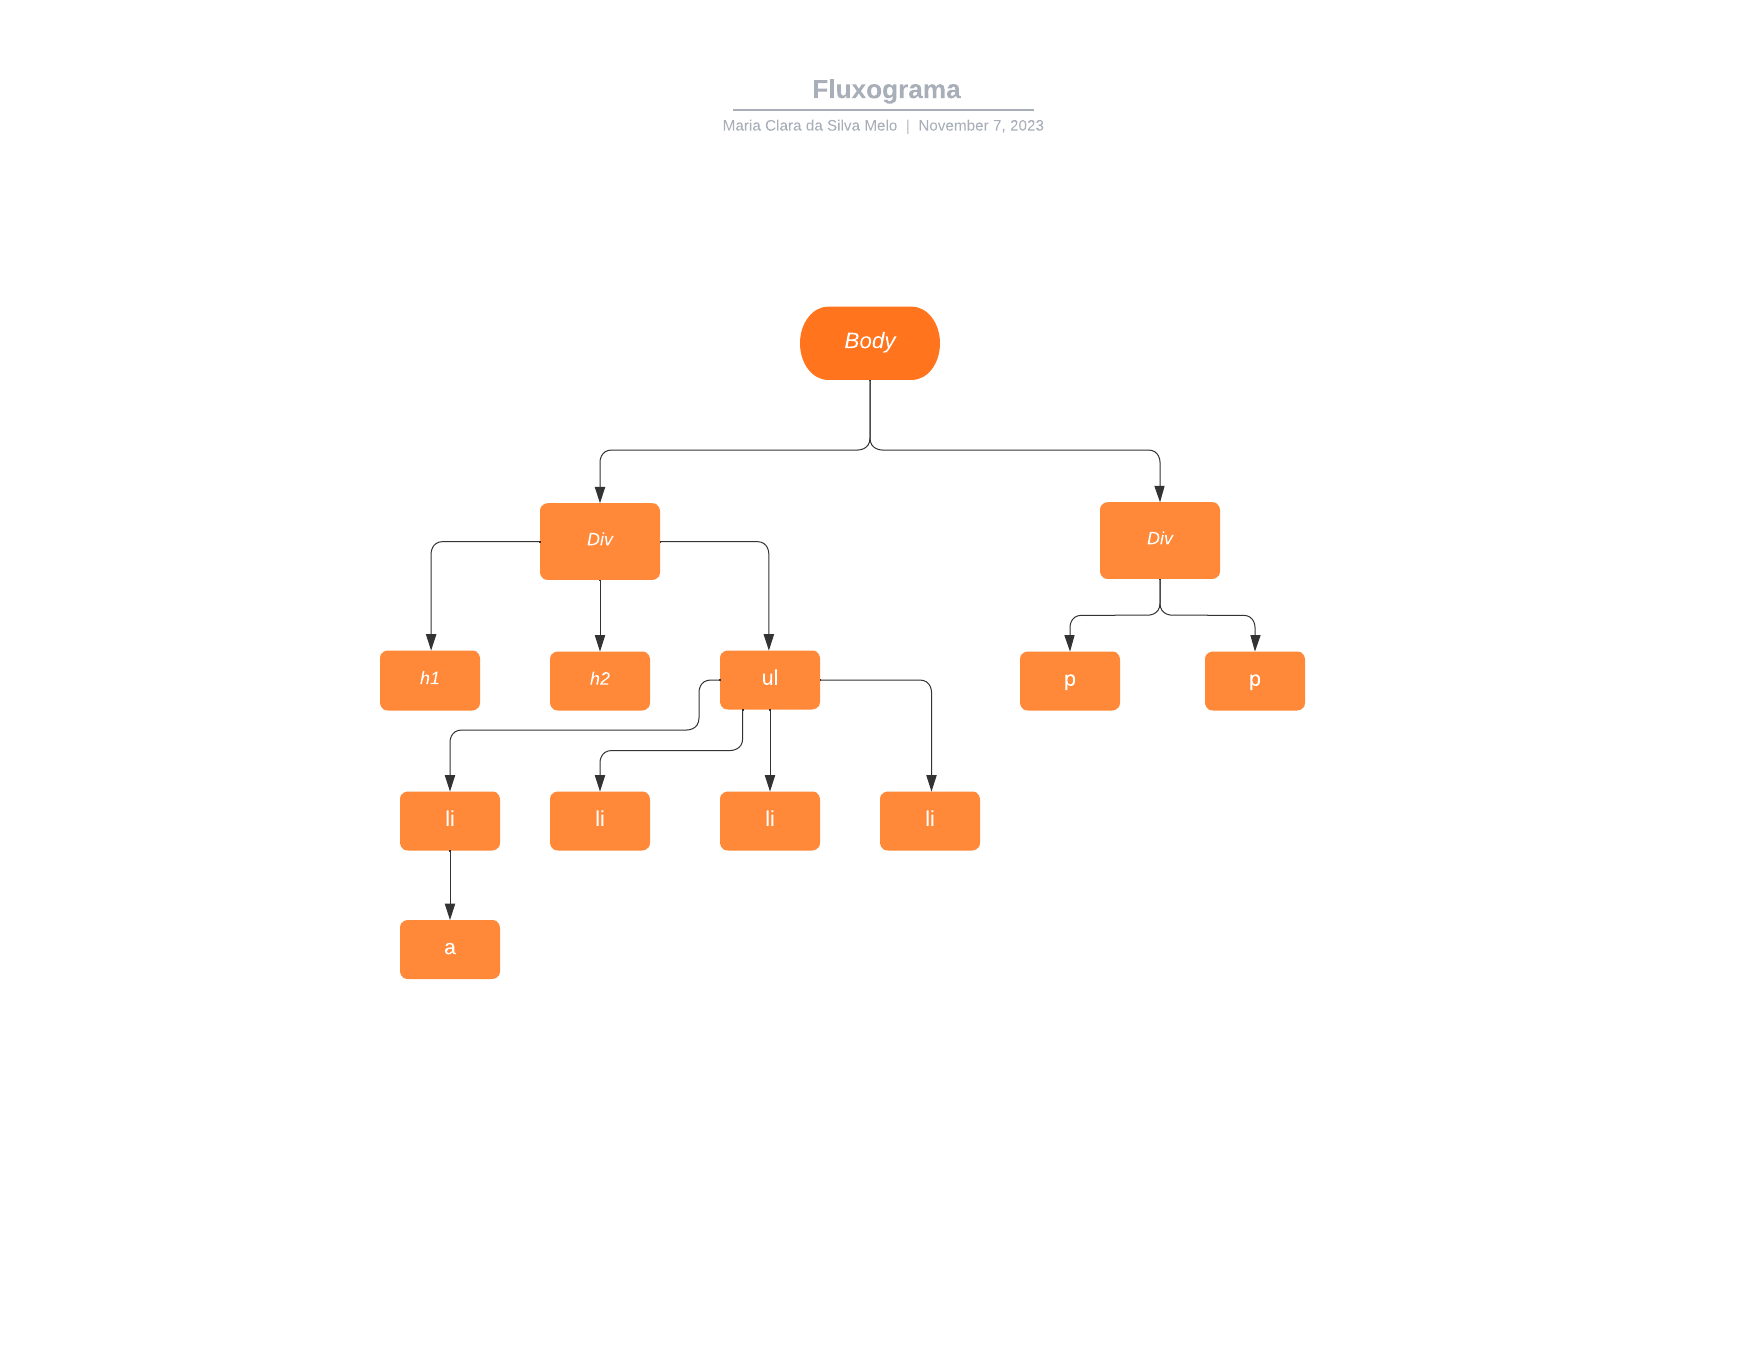 Fluxograma
Maria Clara da Silva Melo | November 7, 2023
Body
Div
Div
h1
h2
ul
p
p
li
li
li
li
a